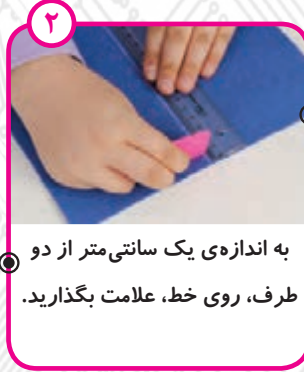 ۲
به اندازه‌ی یک سانتی‌متر از دو
طرف، روی خط، علامت بگذارید.